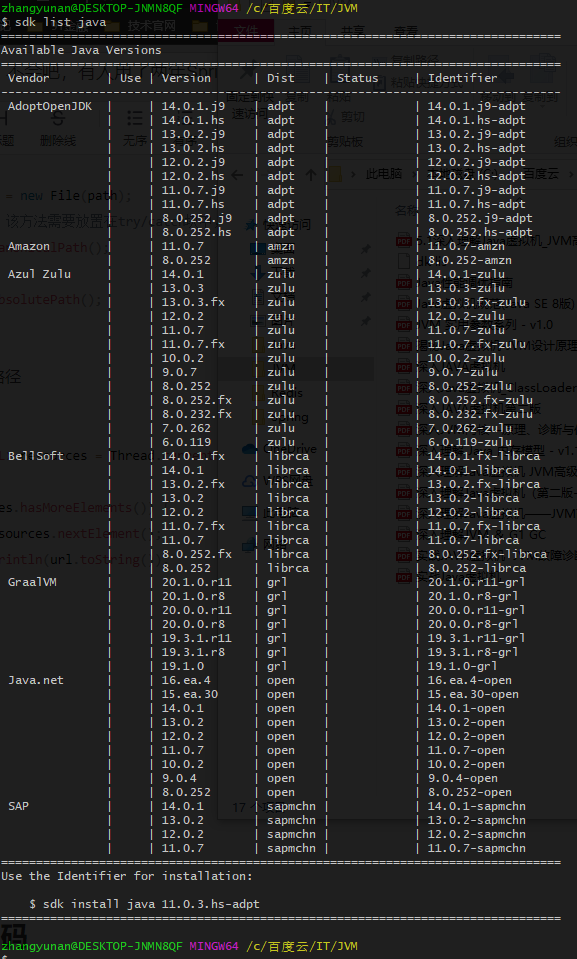 zhangyunan@DESKTOP-JNMN8QF MINGW64 /c/百度云/IT/JVM
$ sdk list java
================================================================================
Available Java Versions
================================================================================
Vendor | Use | Version | Dist | Status | Identifier
--------------------------------------------------------------------------------
AdoptOpenJDK | | 14.0.1.j9 | adpt | | 14.0.1.j9-adpt
| | 14.0.1.hs | adpt | | 14.0.1.hs-adpt
| | 13.0.2.j9 | adpt | | 13.0.2.j9-adpt
| | 13.0.2.hs | adpt | | 13.0.2.hs-adpt
| | 12.0.2.j9 | adpt | | 12.0.2.j9-adpt
| | 12.0.2.hs | adpt | | 12.0.2.hs-adpt
| | 11.0.7.j9 | adpt | | 11.0.7.j9-adpt
| | 11.0.7.hs | adpt | | 11.0.7.hs-adpt
| | 8.0.252.j9 | adpt | | 8.0.252.j9-adpt
| | 8.0.252.hs | adpt | | 8.0.252.hs-adpt
Amazon | | 11.0.7 | amzn | | 11.0.7-amzn
| | 8.0.252 | amzn | | 8.0.252-amzn
Azul Zulu | | 14.0.1 | zulu | | 14.0.1-zulu
| | 13.0.3 | zulu | | 13.0.3-zulu
| | 13.0.3.fx | zulu | | 13.0.3.fx-zulu
| | 12.0.2 | zulu | | 12.0.2-zulu
| | 11.0.7 | zulu | | 11.0.7-zulu
| | 11.0.7.fx | zulu | | 11.0.7.fx-zulu
| | 10.0.2 | zulu | | 10.0.2-zulu
| | 9.0.7 | zulu | | 9.0.7-zulu
| | 8.0.252 | zulu | | 8.0.252-zulu
| | 8.0.252.fx | zulu | | 8.0.252.fx-zulu
| | 8.0.232.fx | zulu | | 8.0.232.fx-zulu
| | 7.0.262 | zulu | | 7.0.262-zulu
| | 6.0.119 | zulu | | 6.0.119-zulu
BellSoft | | 14.0.1.fx | librca | | 14.0.1.fx-librca
| | 14.0.1 | librca | | 14.0.1-librca
| | 13.0.2.fx | librca | | 13.0.2.fx-librca
| | 13.0.2 | librca | | 13.0.2-librca
| | 12.0.2 | librca | | 12.0.2-librca
| | 11.0.7.fx | librca | | 11.0.7.fx-librca
| | 11.0.7 | librca | | 11.0.7-librca
| | 8.0.252.fx | librca | | 8.0.252.fx-librca
| | 8.0.252 | librca | | 8.0.252-librca
GraalVM | | 20.1.0.r11 | grl | | 20.1.0.r11-grl
| | 20.1.0.r8 | grl | | 20.1.0.r8-grl
| | 20.0.0.r11 | grl | | 20.0.0.r11-grl
| | 20.0.0.r8 | grl | | 20.0.0.r8-grl
| | 19.3.1.r11 | grl | | 19.3.1.r11-grl
| | 19.3.1.r8 | grl | | 19.3.1.r8-grl
| | 19.1.0 | grl | | 19.1.0-grl
Java.net | | 16.ea.4 | open | | 16.ea.4-open
| | 15.ea.30 | open | | 15.ea.30-open
| | 14.0.1 | open | | 14.0.1-open
| | 13.0.2 | open | | 13.0.2-open
| | 12.0.2 | open | | 12.0.2-open
| | 11.0.7 | open | | 11.0.7-open
| | 10.0.2 | open | | 10.0.2-open
| | 9.0.4 | open | | 9.0.4-open
| | 8.0.252 | open | | 8.0.252-open
SAP | | 14.0.1 | sapmchn | | 14.0.1-sapmchn
| | 13.0.2 | sapmchn | | 13.0.2-sapmchn
| | 12.0.2 | sapmchn | | 12.0.2-sapmchn
| | 11.0.7 | sapmchn | | 11.0.7-sapmchn
================================================================================
Use the Identifier for installation:
$ sdk install java 11.0.3.hs-adpt
================================================================================
zhangyunan@DESKTOP-JNMN8QF MINGW64 /c/百度云/IT/JVM